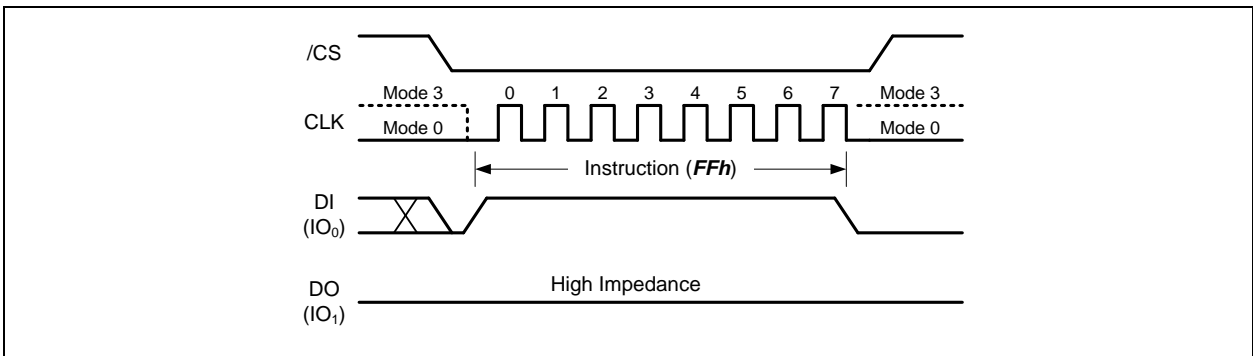 /CS
Mode 3 0 1 2 3 4 5 6 7 Mode 3
CLK
Mode 0 Mode 0
Instruction (FFh)
DI
(IO0)
High Impedance
DO
(IO1)